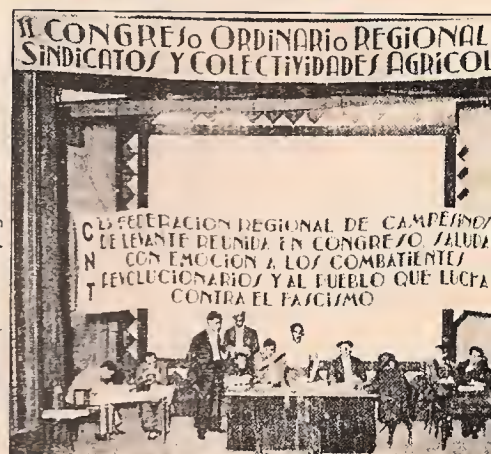 II CONGRESO ORDINARIO REGIONAL
SINDICATOS Y COLECTIVIDADES AGRICOL
LA FEDERACION REGIONAL DE CAMPESINOS
DE LEVANTE REUNIDA EN CONGRESO, SALUDA
CON EMOCION A LOS COMBATIENTES
REVOLUCIONARIOS Y AL PUEBLO QUE LUCHA
CONTRA EL FASCISMO
CNT